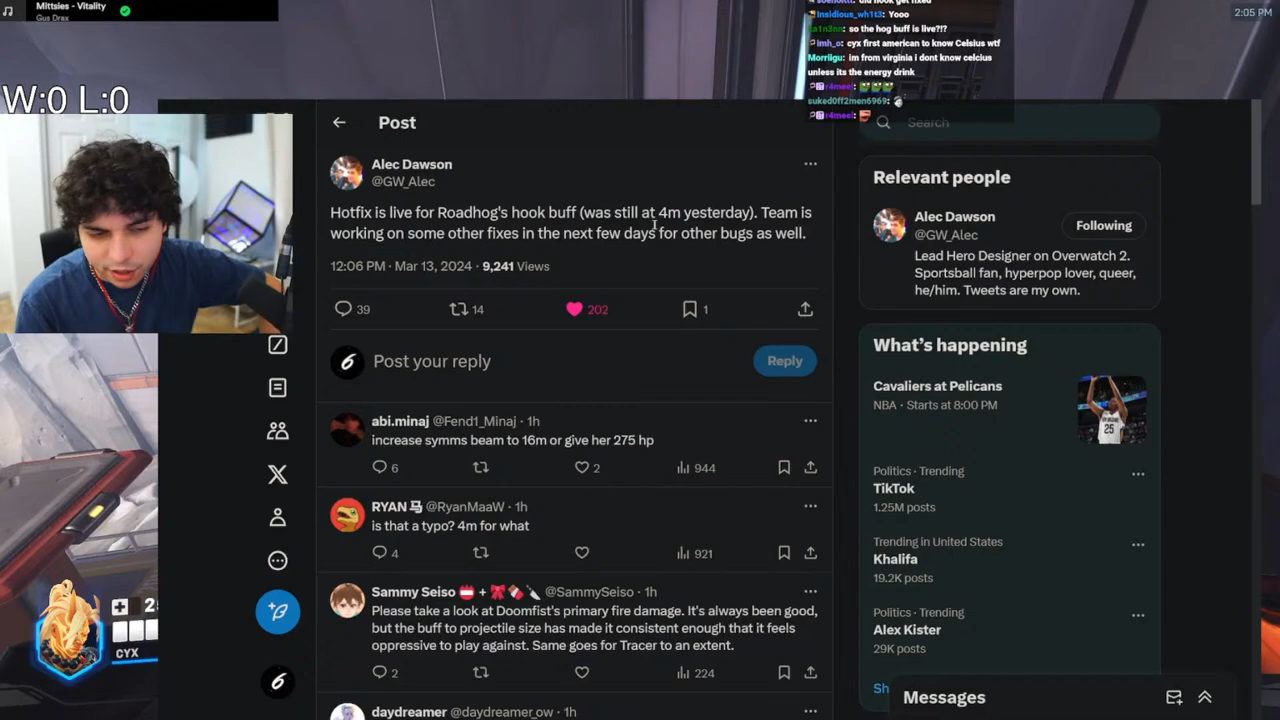 Mittsies - Vitality
Gus Drax
2:05 PM
insidious_wh1t3: Yooo
so the hog buff is live?!?
imh_o: cyx first american to know Celsius wtf
Morriigu: im from virginia i dont know celcius
unless its the energy drink
r4meel:
suked0ff2men6969:
r4meel:
W:0 L:0
Post
Search
Alec Dawson
@GW_Alec
Hotfix is live for Roadhog's hook buff (was still at 4m yesterday). Team is
working on some other fixes in the next few days for other bugs as well.
12:06 PM · Mar 13, 2024 · 9,241 Views
39
14
202
1
Post your reply
Reply
abi.minaj @Fend1_Minaj · 1h
increase symms beam to 16m or give her 275 hp
6
2
944
RYAN 马 @RyanMaaW · 1h
is that a typo? 4m for what
4
921
Sammy Seiso + @SammySeiso · 1h
Please take a look at Doomfist's primary fire damage. It's always been good,
but the buff to projectile size has made it consistent enough that it feels
oppressive to play against. Same goes for Tracer to an extent.
2
224
daydreamer @daydreamer_ow · 1h
Relevant people
Alec Dawson
@GW_Alec
Following
Lead Hero Designer on Overwatch 2.
Sportsball fan, hyperpop lover, queer,
he/him. Tweets are my own.
What's happening
Cavaliers at Pelicans
NBA · Starts at 8:00 PM
Politics · Trending
TikTok
1.25M posts
Trending in United States
Khalifa
19.2K posts
Politics · Trending
Alex Kister
29K posts
Sh
Messages
CYX